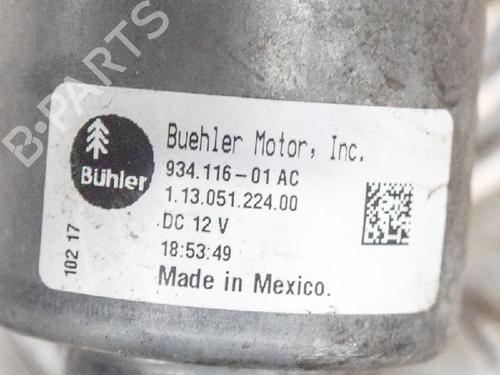 B-PARTS
Bühler
Buehler Motor, Inc.
934.116-01 AC
1.13.051.224.00
DC 12 V
18:53:49
Made in Mexico.
102 17